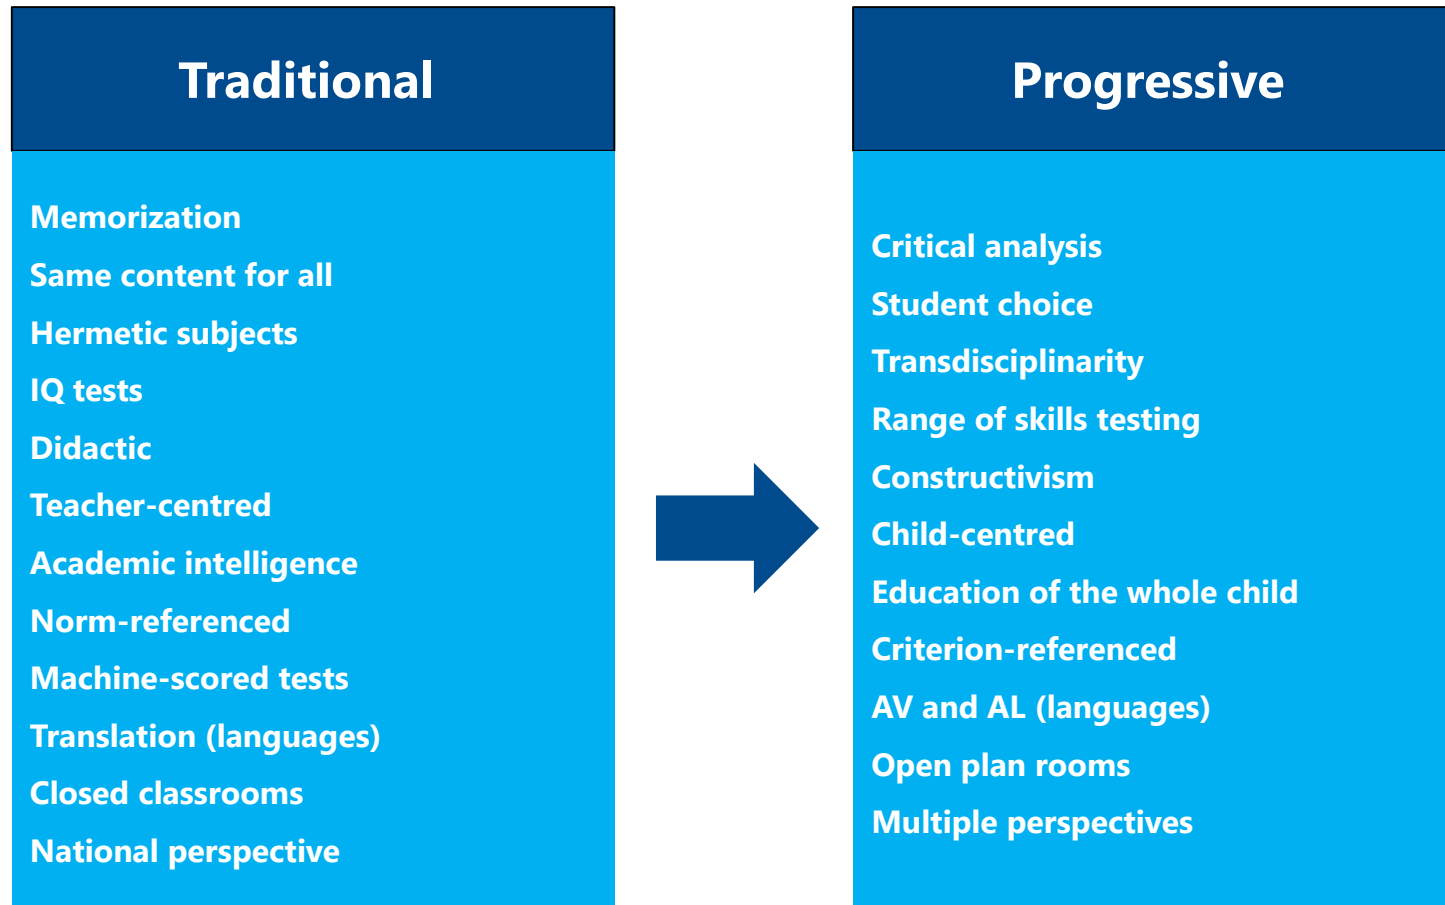 Traditional
Memorization
Same content for all
Hermetic subjects
IQ tests
Didactic
Teacher-centred
Academic intelligence
Norm-referenced
Machine-scored tests
Translation (languages)
Closed classrooms
National perspective
Progressive
Critical analysis
Student choice
Transdisciplinarity
Range of skills testing
Constructivism
Child-centred
Education of the whole child
Criterion-referenced
AV and AL (languages)
Open plan rooms
Multiple perspectives